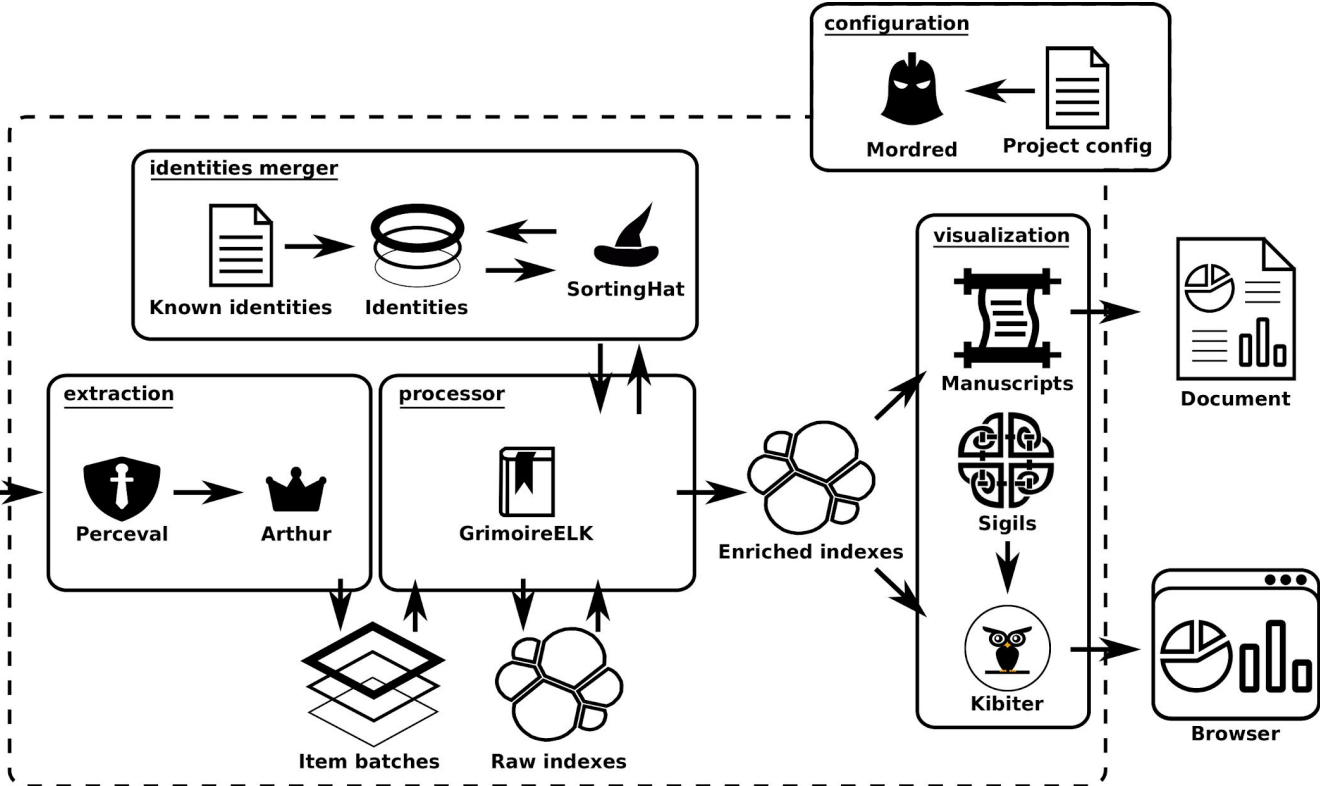 configuration
Mordred
Project config
identities merger
Known identities
Identities
SortingHat
visualization
Manuscripts
Sigils
Kibiter
Document
extraction
Perceval
Arthur
processor
GrimoireELK
Enriched indexes
Item batches
Raw indexes
Browser